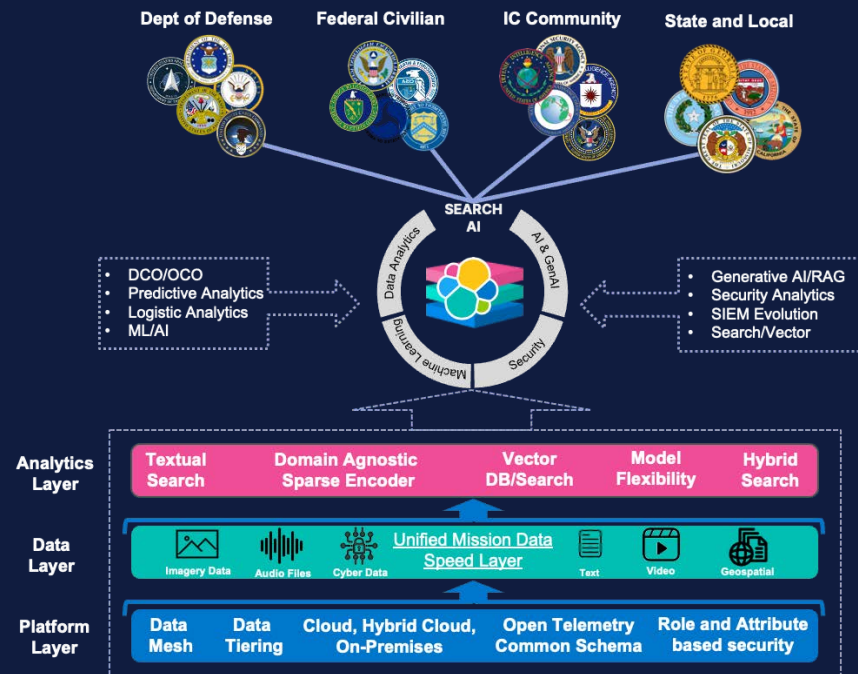 Dept of Defense
Federal Civilian
IC Community
State and Local
SEARCH
AI
Data Analytics
AI & GenAI
Machine Learning
Security
• DCO/OCO
• Predictive Analytics
• Logistic Analytics
• ML/AI
• Generative AI/RAG
• Security Analytics
• SIEM Evolution
• Search/Vector
Analytics
Layer
Textual
Search
Domain Agnostic
Sparse Encoder
Vector
DB/Search
Model
Flexibility
Hybrid
Search
Data
Layer
Imagery Data
Audio Files
Cyber Data
Unified Mission Data
Speed Layer
Text
Video
Geospatial
Platform
Layer
Data
Mesh
Data
Tiering
Cloud, Hybrid Cloud,
On-Premises
Open Telemetry
Common Schema
Role and Attribute
based security